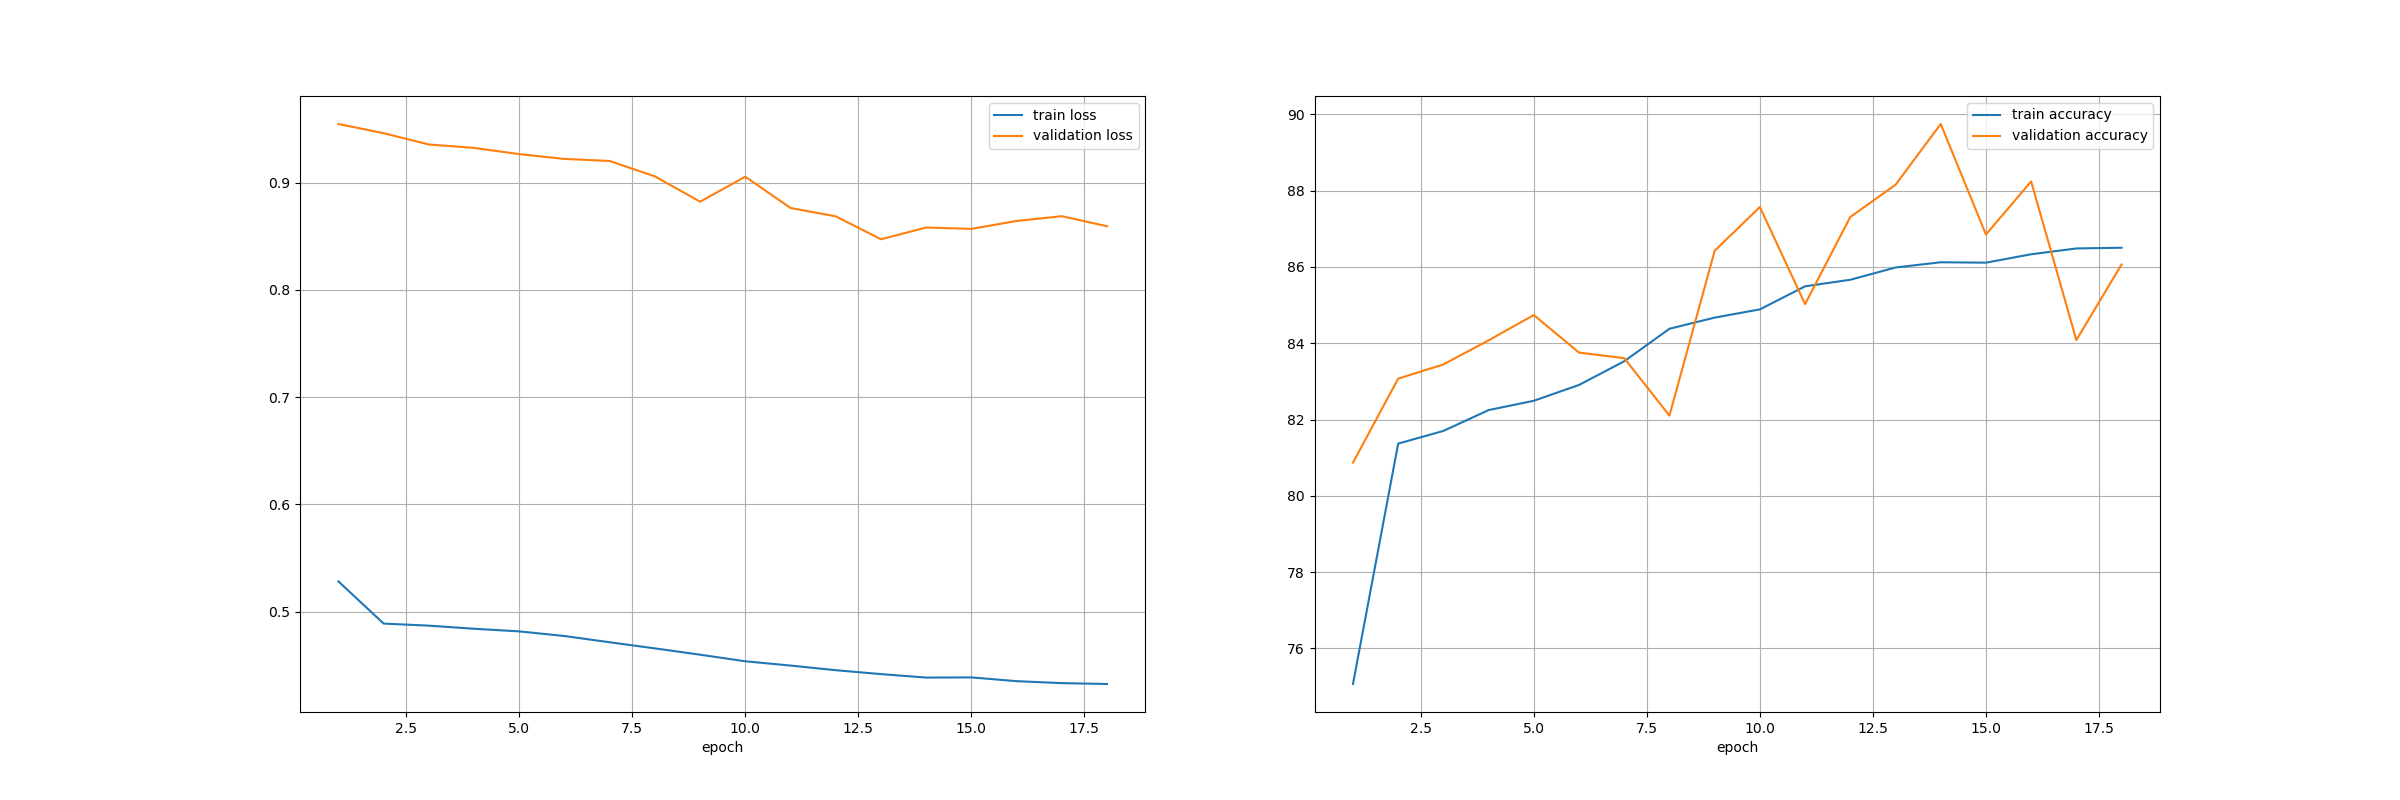 train loss
validation loss
0.9
0.8
0.7
0.6
0.5
2.5 5.0 7.5 10.0 12.5 15.0 17.5
epoch
train accuracy
validation accuracy
90
88
86
84
82
80
78
76
2.5 5.0 7.5 10.0 12.5 15.0 17.5
epoch